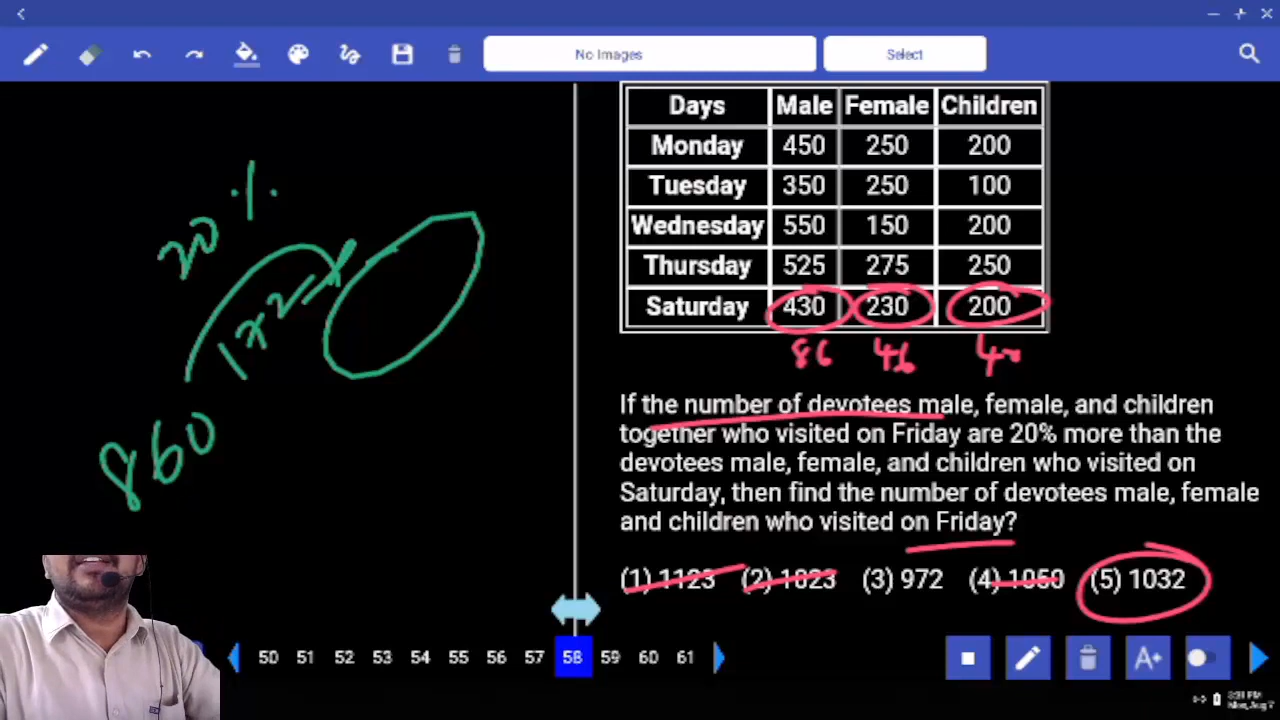 No Images Select
Days Male Female Children
Monday 450 250 200
Tuesday 350 250 100
Wednesday 550 150 200
Thursday 525 275 250
Saturday 430 230 200
86 46 40
20%
172
860
If the number of devotees male, female, and children
together who visited on Friday are 20% more than the
devotees male, female, and children who visited on
Saturday, then find the number of devotees male, female
and children who visited on Friday?
(1) 1123 (2) 1023 (3) 972 (4) 1050 (5) 1032
50 51 52 53 54 55 56 57 58 59 60 61
A+
Mon, Aug 7